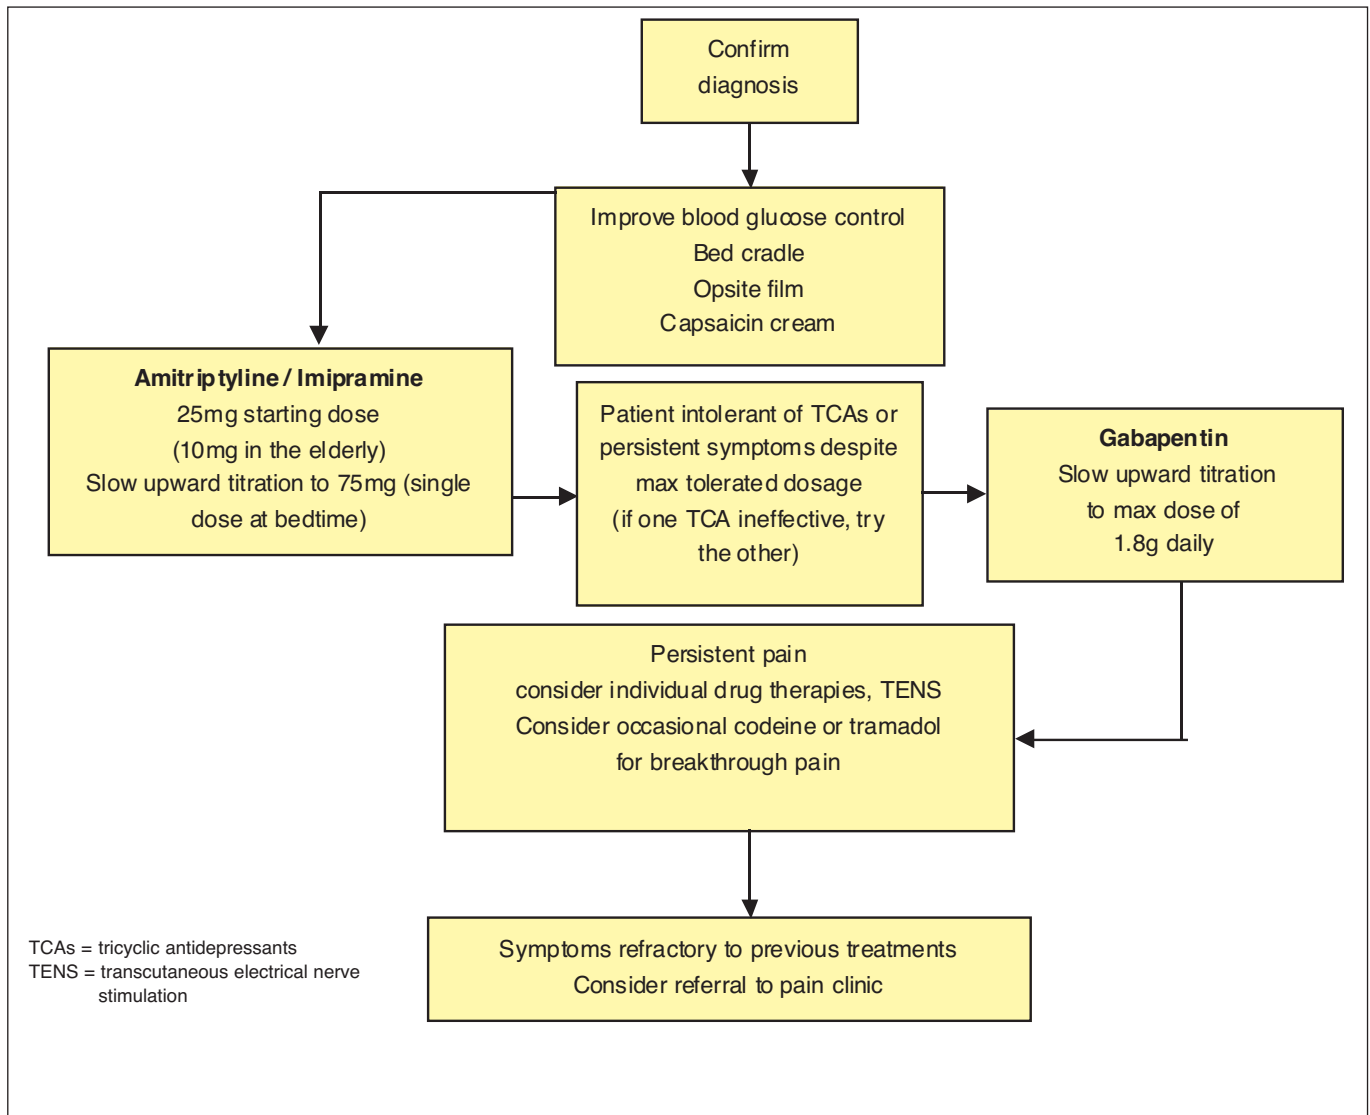 Confirm
diagnosis
Improve blood glucose control
Bed cradle
Opsite film
Capsaicin cream
Amitriptyline / Imipramine
25mg starting dose
(10mg in the elderly)
Slow upward titration to 75mg (single
dose at bedtime)
Patient intolerant of TCAs or
persistent symptoms despite
max tolerated dosage
(if one TCA ineffective, try
the other)
Gabapentin
Slow upward titration
to max dose of
1.8g daily
Persistent pain
consider individual drug therapies, TENS
Consider occasional codeine or tramadol
for breakthrough pain
Symptoms refractory to previous treatments
Consider referral to pain clinic
TCAs = tricyclic antidepressants
TENS = transcutaneous electrical nerve
stimulation